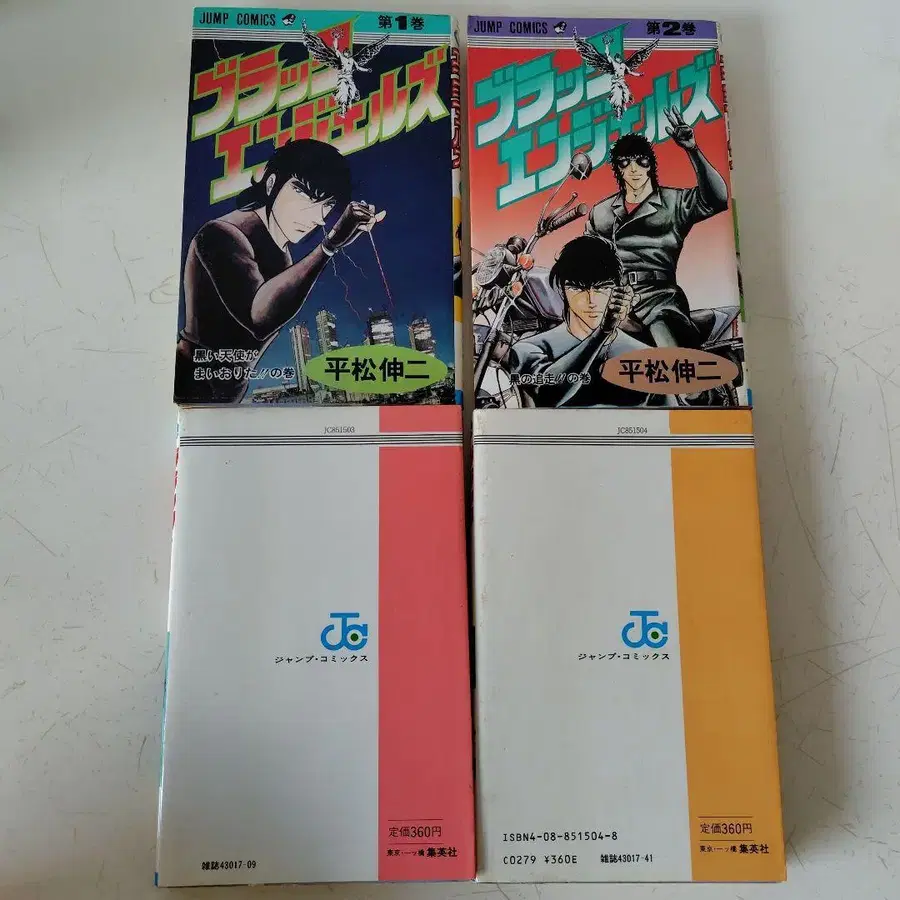 JUMP COMICS
第1巻
ブラック
エンジェルズ
黒い天使が
まいおりた!!の巻
平松伸二
JUMP COMICS
第2巻
ブラック
エンジェルズ
黒の追走!!の巻
平松伸二
JC851503
ジャンプ・コミックス
定価360円
東京・一ツ橋 集英社
雑誌43017-09
JC851504
ジャンプ・コミックス
ISBN4-08-851504-8
C0279 ¥360E 雑誌43017-41
定価360円
東京・一ツ橋 集英社